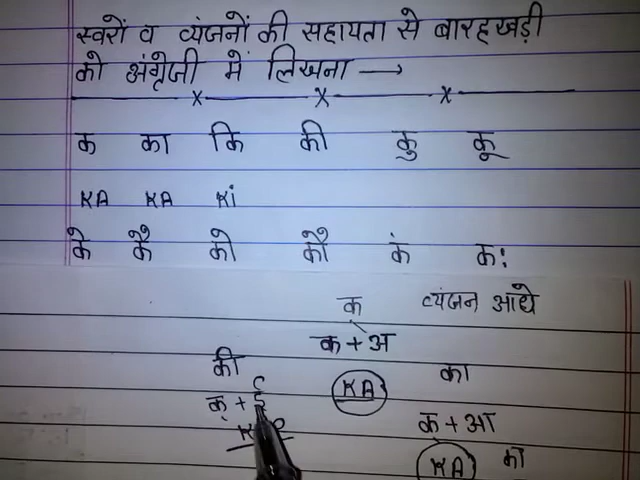 स्वरों व व्यंजनों की सहायता से बारहखड़ी
को अंग्रेजी में लिखना →
क का कि की कु कू
KA KA Ki
के कै को कौ कं कः
क व्यंजन आधे
क + अ
की KA का
क् + ई
क् + आ
KA का